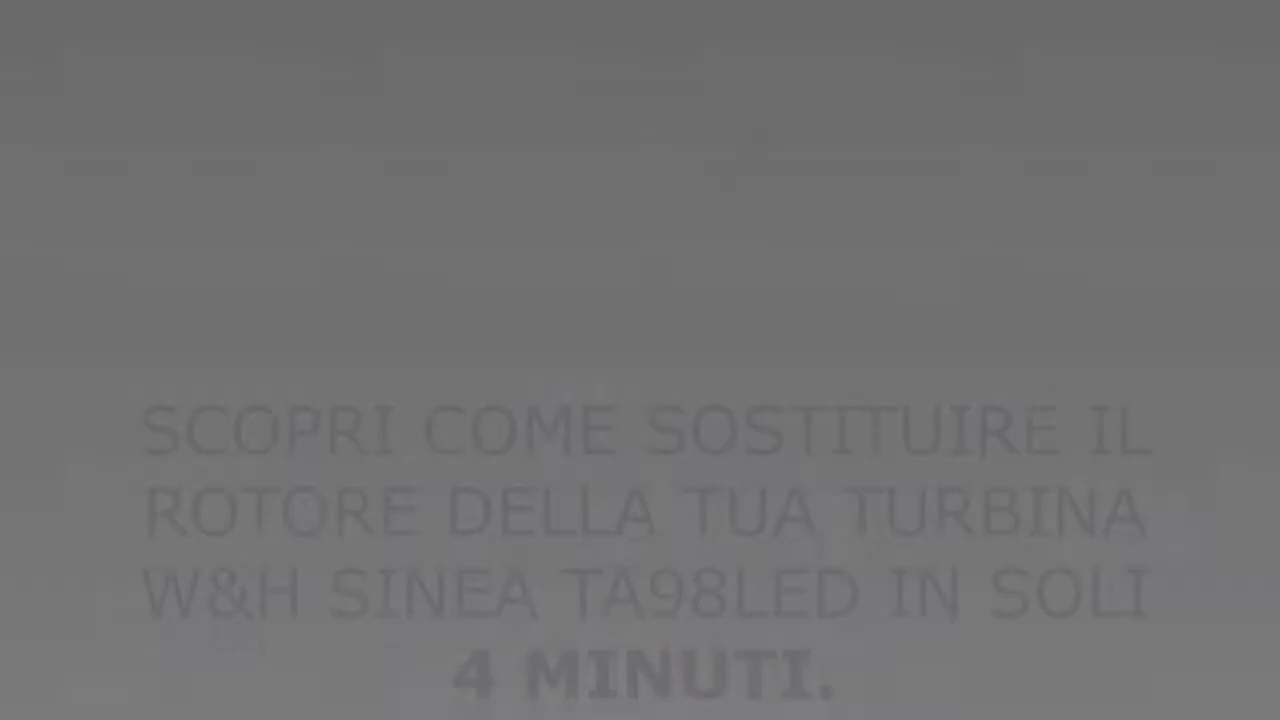 SCOPRI COME SOSTITUIRE IL
ROTORE DELLA TUA TURBINA
W&H SINEA TA98LED IN SOLI
4 MINUTI.